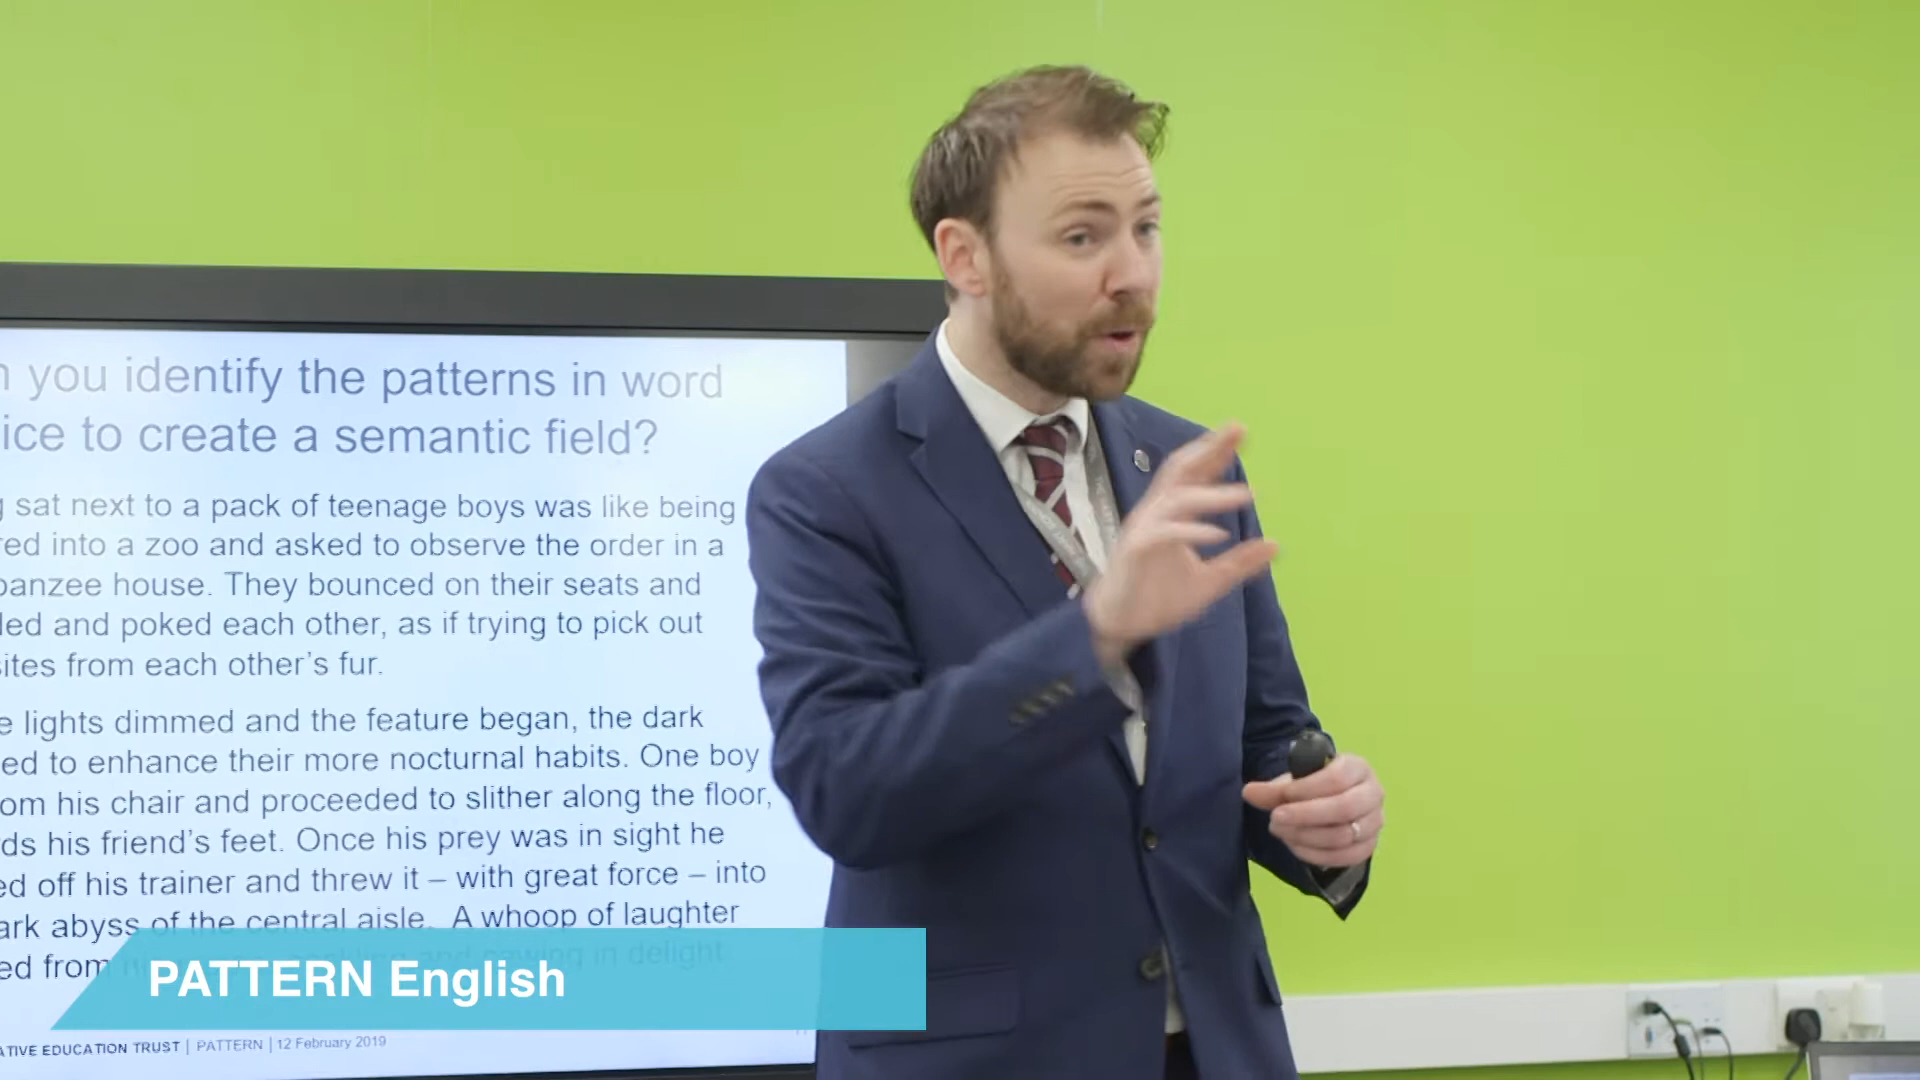 you identify the patterns in word
ice to create a semantic field?
sat next to a pack of teenage boys was like being
red into a zoo and asked to observe the order in a
panzee house. They bounced on their seats and
led and poked each other, as if trying to pick out
sites from each other's fur.
e lights dimmed and the feature began, the dark
ed to enhance their more nocturnal habits. One boy
om his chair and proceeded to slither along the floor,
ds his friend's feet. Once his prey was in sight he
ed off his trainer and threw it – with great force – into
ark abyss of the central aisle. A whoop of laughter
ed from and in delight
PATTERN English
ATIVE EDUCATION TRUST | PATTERN | 12 February 2019